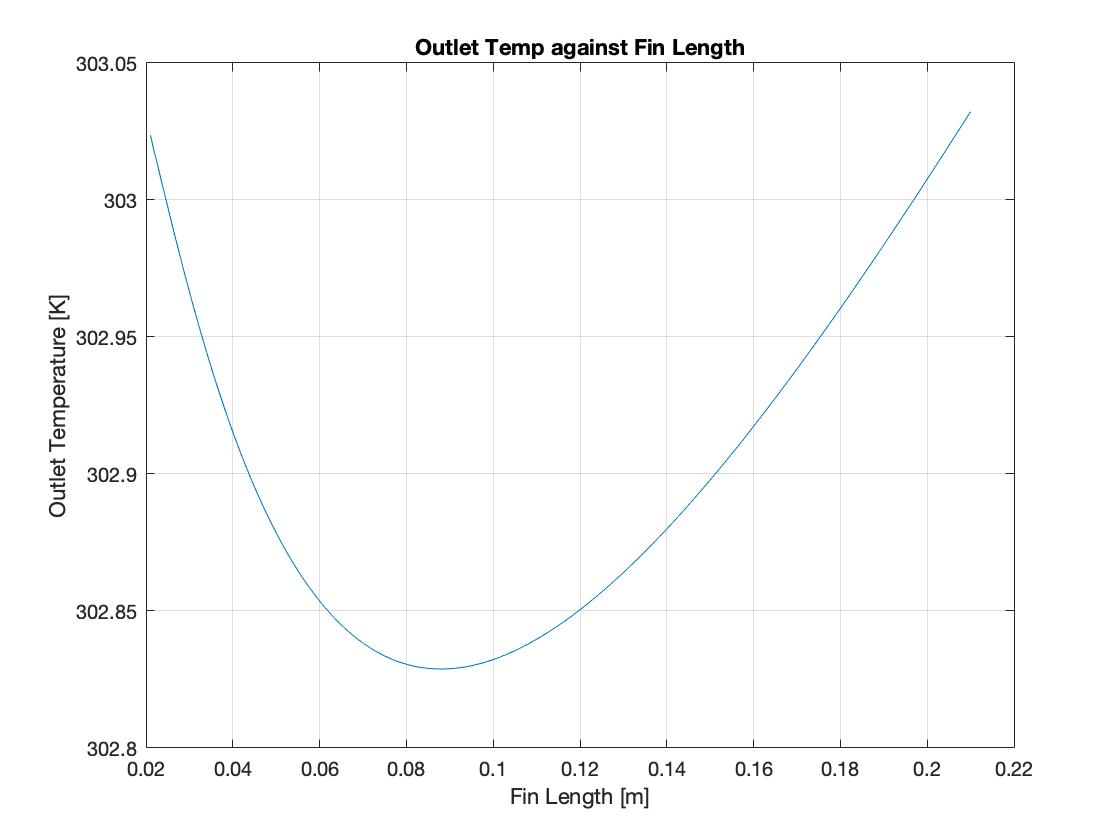 Outlet Temp against Fin Length
303.05
303
302.95
302.9
302.85
302.8
Outlet Temperature [K]
0.02 0.04 0.06 0.08 0.1 0.12 0.14 0.16 0.18 0.2 0.22
Fin Length [m]